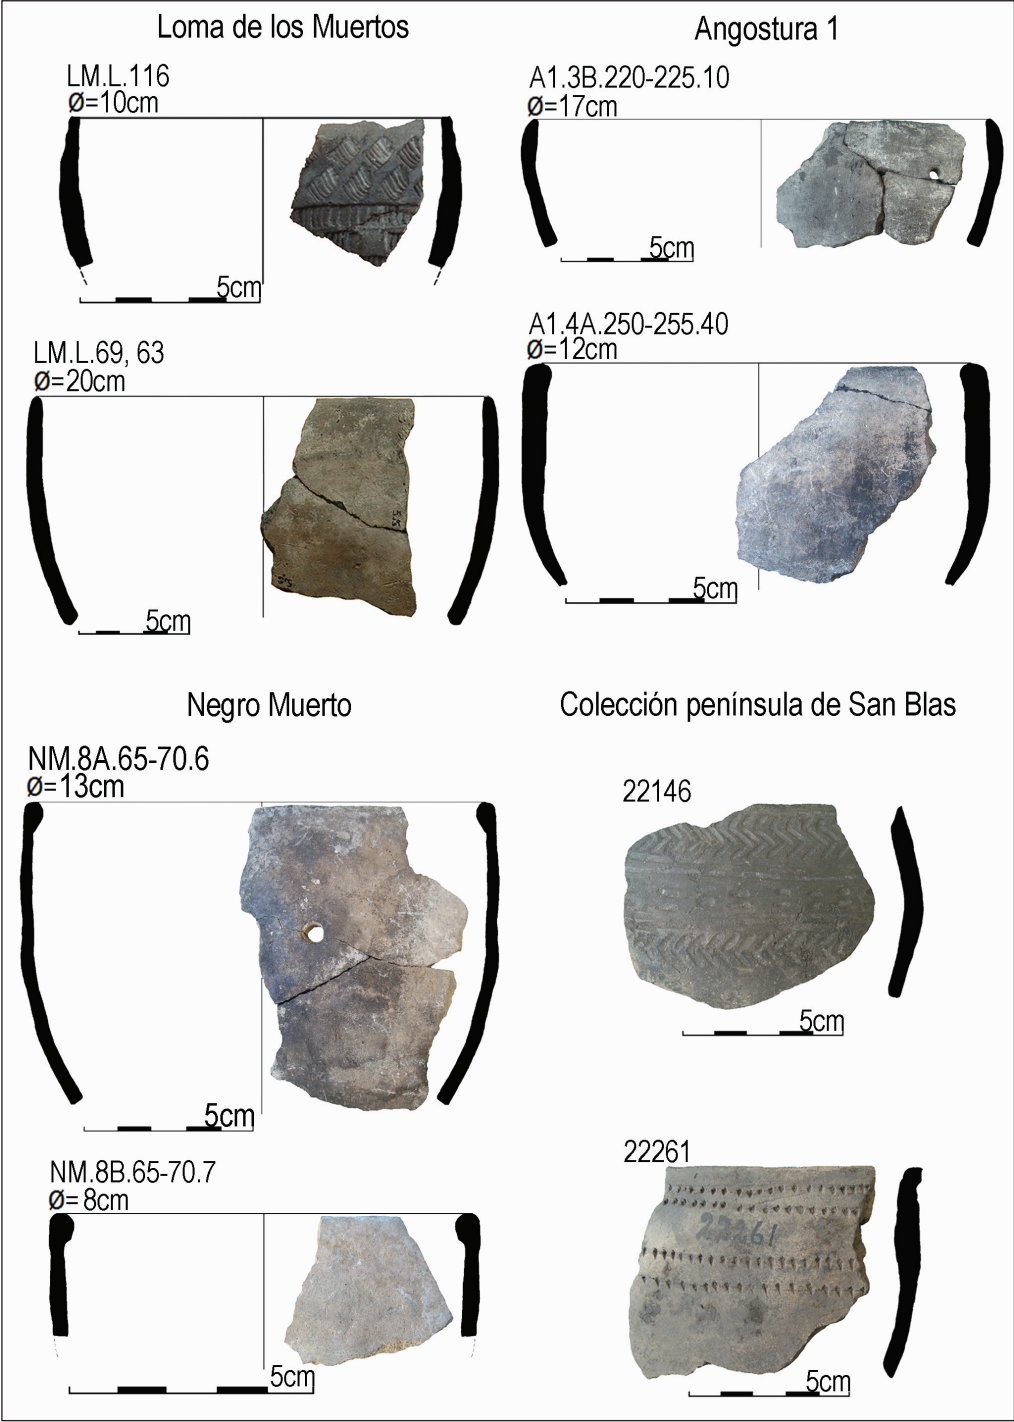 Loma de los Muertos
LM.L.116
Ø=10cm
5cm
LM.L.69, 63
Ø=20cm
5cm
Angostura 1
A1.3B.220-225.10
Ø=17cm
5cm
A1.4A.250-255.40
Ø=12cm
5cm
Negro Muerto
NM.8A.65-70.6
Ø=13cm
5cm
NM.8B.65-70.7
Ø= 8cm
5cm
Colección península de San Blas
22146
5cm
22261
22261
5cm